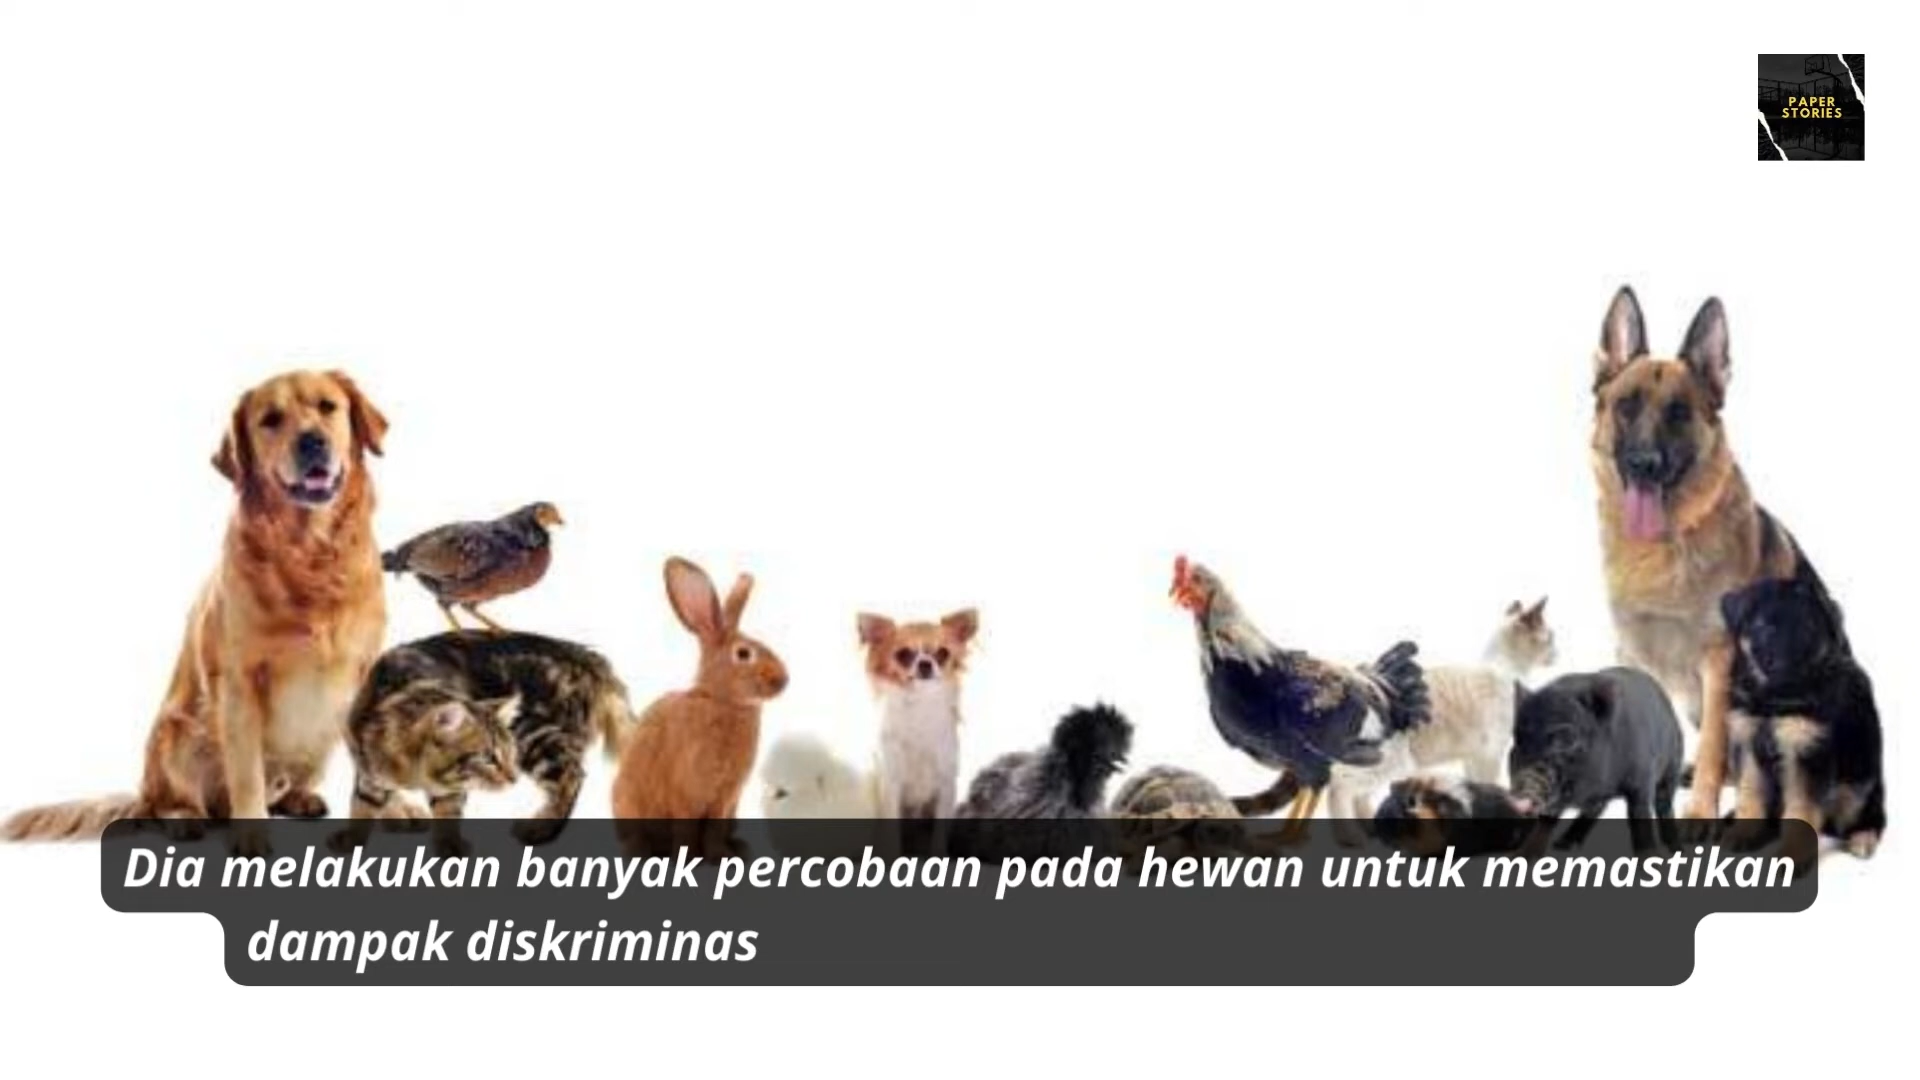 PAPER
STORIES
Dia melakukan banyak percobaan pada hewan untuk memastikan
dampak diskriminas